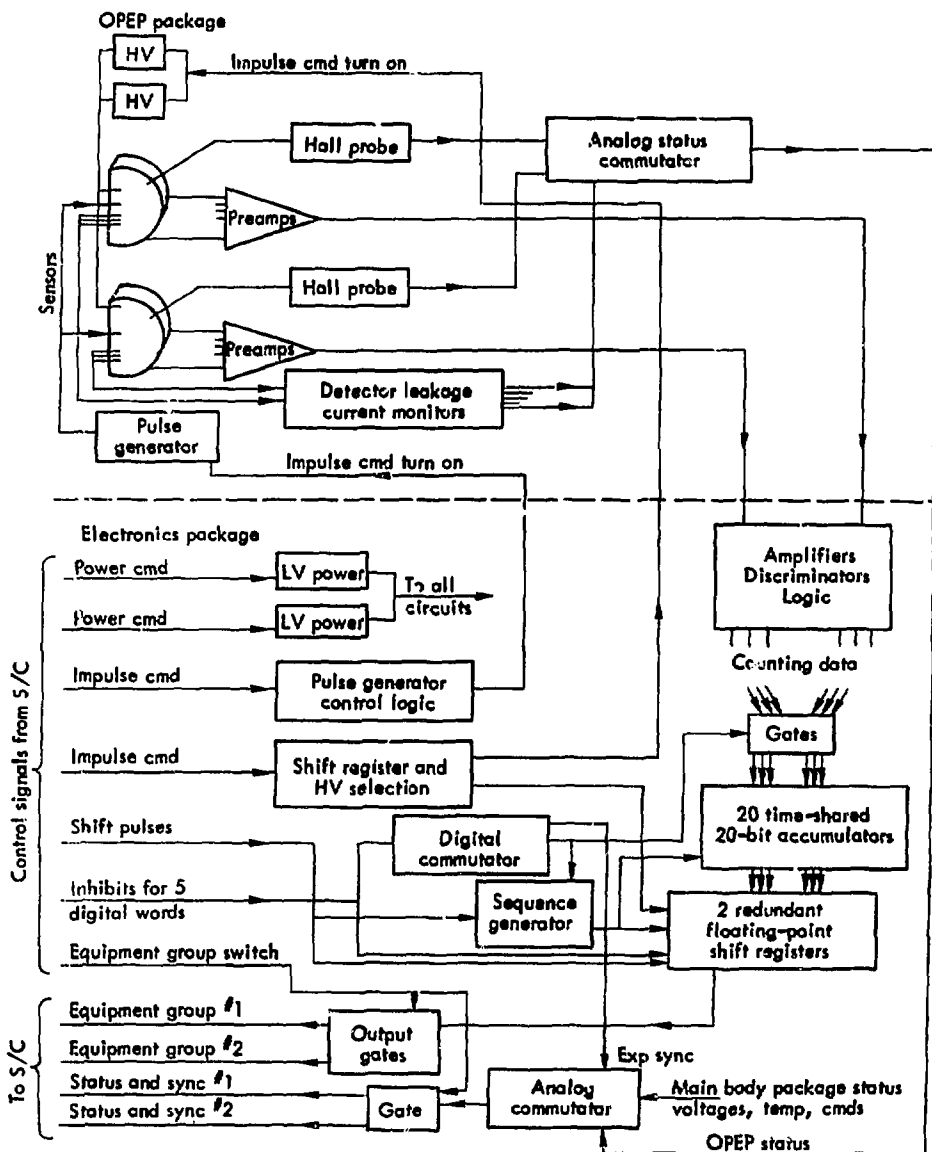 OPEP package
HV
Impulse cmd turn on
HV
Hall probe
Analog status
commutator
Preamps
Sensors
Hall probe
Preamps
Detector leakage
current monitors
Pulse
generator
Impulse cmd turn on
Electronics package
Control signals from S/C
Power cmd
LV power
To all
circuits
Power cmd
LV power
Amplifiers
Discriminators
Logic
Counting data
Impulse cmd
Pulse generator
control logic
Gates
Impulse cmd
Shift register and
HV selection
20 time-shared
20-bit accumulators
Shift pulses
Digital
commutator
Inhibits for 5
digital words
Sequence
generator
2 redundant
floating-point
shift registers
Equipment group switch
To S/C
Equipment group #1
Equipment group #2
Output
gates
Status and sync #1
Status and sync #2
Gate
Exp sync
Analog
commutator
Main body package status
voltages, temp, cmds
OPEP status